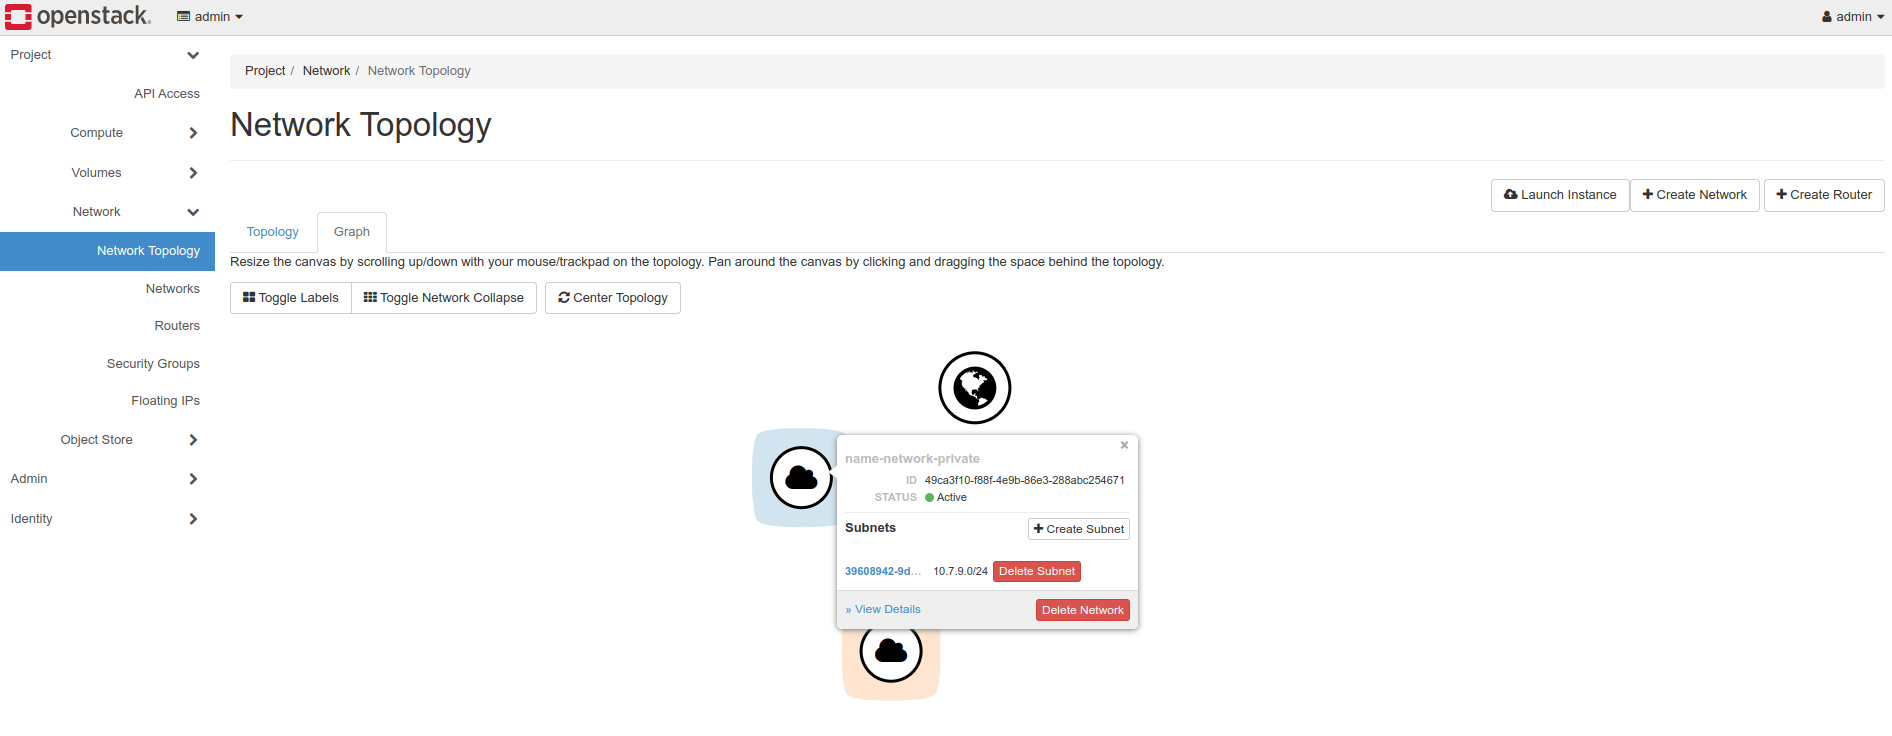 openstack. admin admin
Project
API Access
Compute
Volumes
Network
Network Topology
Networks
Routers
Security Groups
Floating IPs
Object Store
Admin
Identity
Project / Network / Network Topology
Network Topology
Launch Instance Create Network Create Router
Topology Graph
Resize the canvas by scrolling up/down with your mouse/trackpad on the topology. Pan around the canvas by clicking and dragging the space behind the topology.
Toggle Labels Toggle Network Collapse Center Topology
name-network-private
ID 49ca3f10-f88f-4e9b-86e3-288abc254671
STATUS Active
Subnets Create Subnet
39608942-9d... 10.7.9.0/24 Delete Subnet
» View Details Delete Network